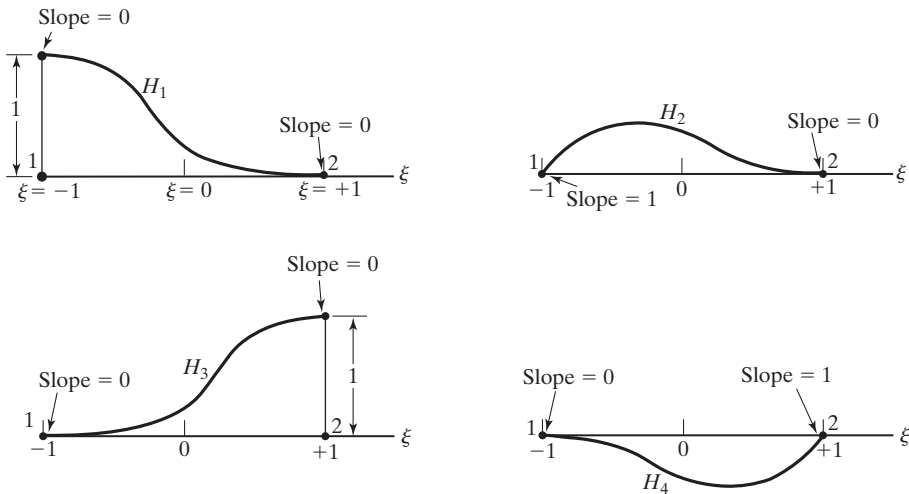 Slope = 0
H1
1
Slope = 0
1
2
ξ
ξ = −1
ξ = 0
ξ = +1
H2
Slope = 0
1
2
ξ
−1
Slope = 1
0
+1
Slope = 0
H3
Slope = 0
1
1
2
ξ
−1
0
+1
Slope = 0
Slope = 1
1
2
ξ
−1
0
+1
H4